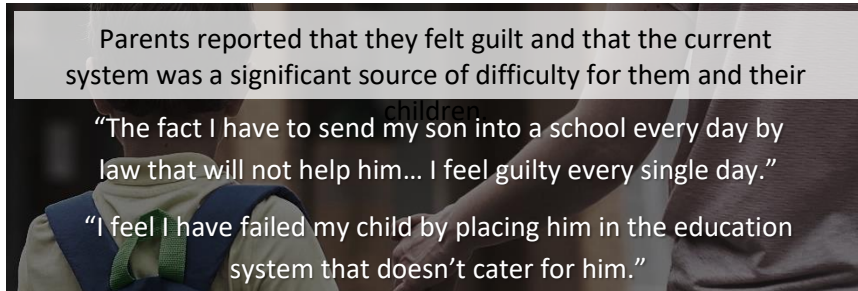 Parents reported that they felt guilt and that the current
system was a significant source of difficulty for them and their
children.
“The fact I have to send my son into a school every day by
law that will not help him... I feel guilty every single day.”
“I feel I have failed my child by placing him in the education
system that doesn’t cater for him.”